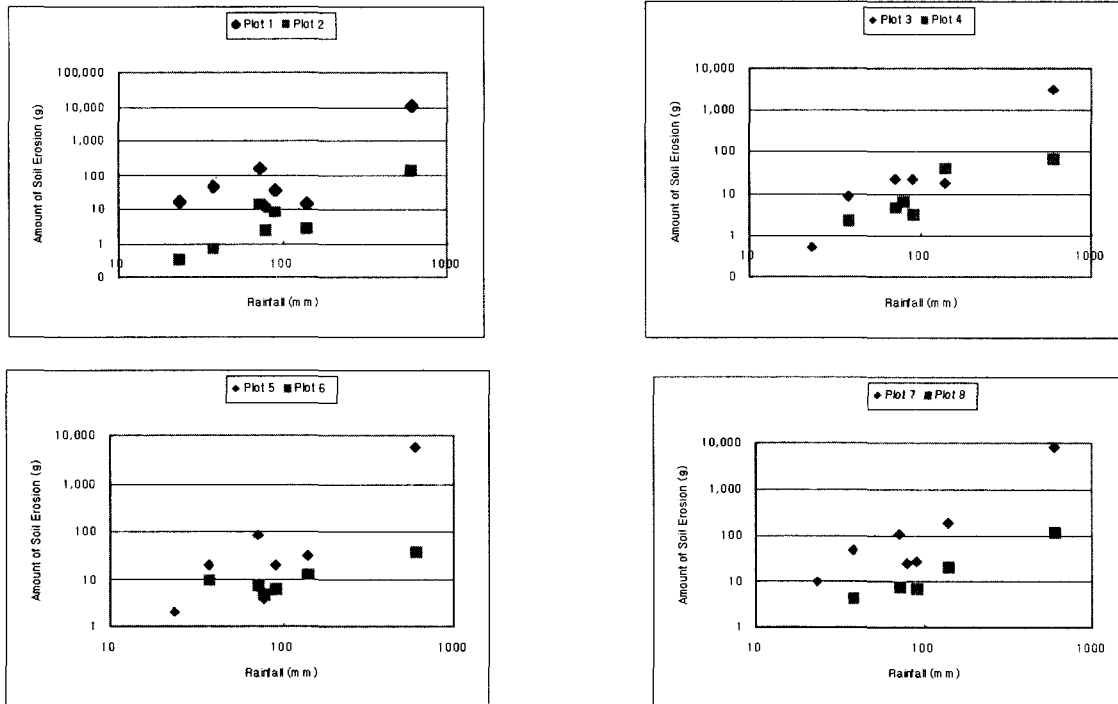 Plot 1 Plot 2
Amount of Soil Erosion (g)
100,000
10,000
1,000
100
10
1
0
10 100 1000
Rainfall (mm)
Plot 3 Plot 4
Amount of Soil Erosion (g)
10,000
1,000
100
10
1
0
10 100 1000
Rainfall (mm)
Plot 5 Plot 6
Amount of Soil Erosion (g)
10,000
1,000
100
10
1
10 100 1000
Rainfall (mm)
Plot 7 Plot 8
Amount of Soil Erosion (g)
10,000
1,000
100
10
1
10 100 1000
Rainfall (mm)